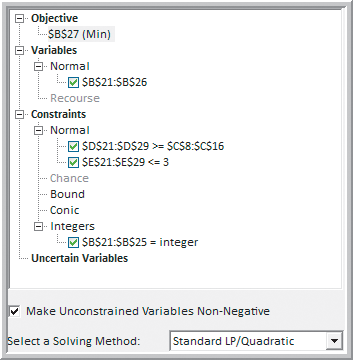 Objective
$B$27 (Min)
Variables
Normal
$B$21:$B$26
Recourse
Constraints
Normal
$D$21:$D$29 >= $C$8:$C$16
$E$21:$E$29 <= 3
Chance
Bound
Conic
Integers
$B$21:$B$25 = integer
Uncertain Variables
Make Unconstrained Variables Non-Negative
Select a Solving Method: Standard LP/Quadratic